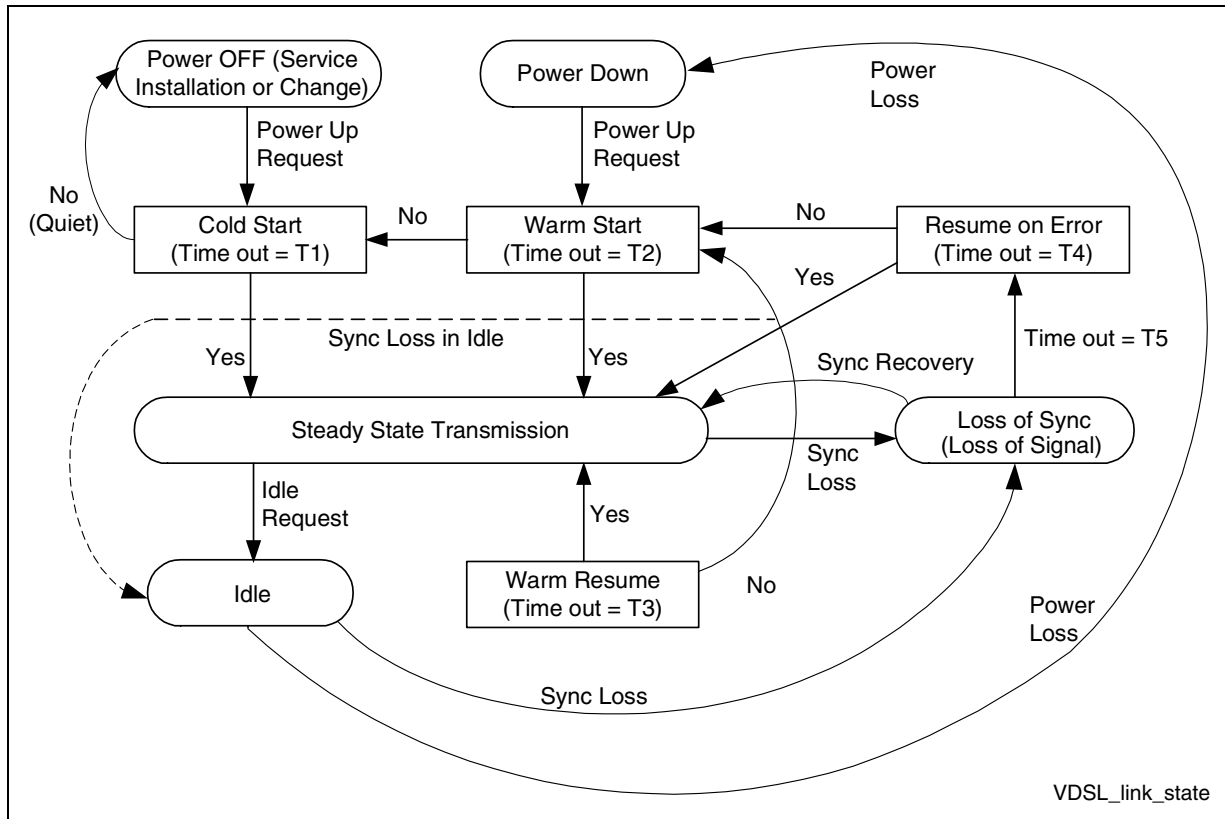 Power OFF (Service
Installation or Change)
Power Down
Power
Loss
Power Up
Request
Power Up
Request
No
(Quiet)
Cold Start
(Time out = T1)
No
Warm Start
(Time out = T2)
No
Resume on Error
(Time out = T4)
Yes
Sync Loss in Idle
Yes
Yes
Time out = T5
Sync Recovery
Steady State Transmission
Loss of Sync
(Loss of Signal)
Sync
Loss
Idle
Request
Yes
Idle
Warm Resume
(Time out = T3)
No
Power
Loss
Sync Loss
VDSL_link_state